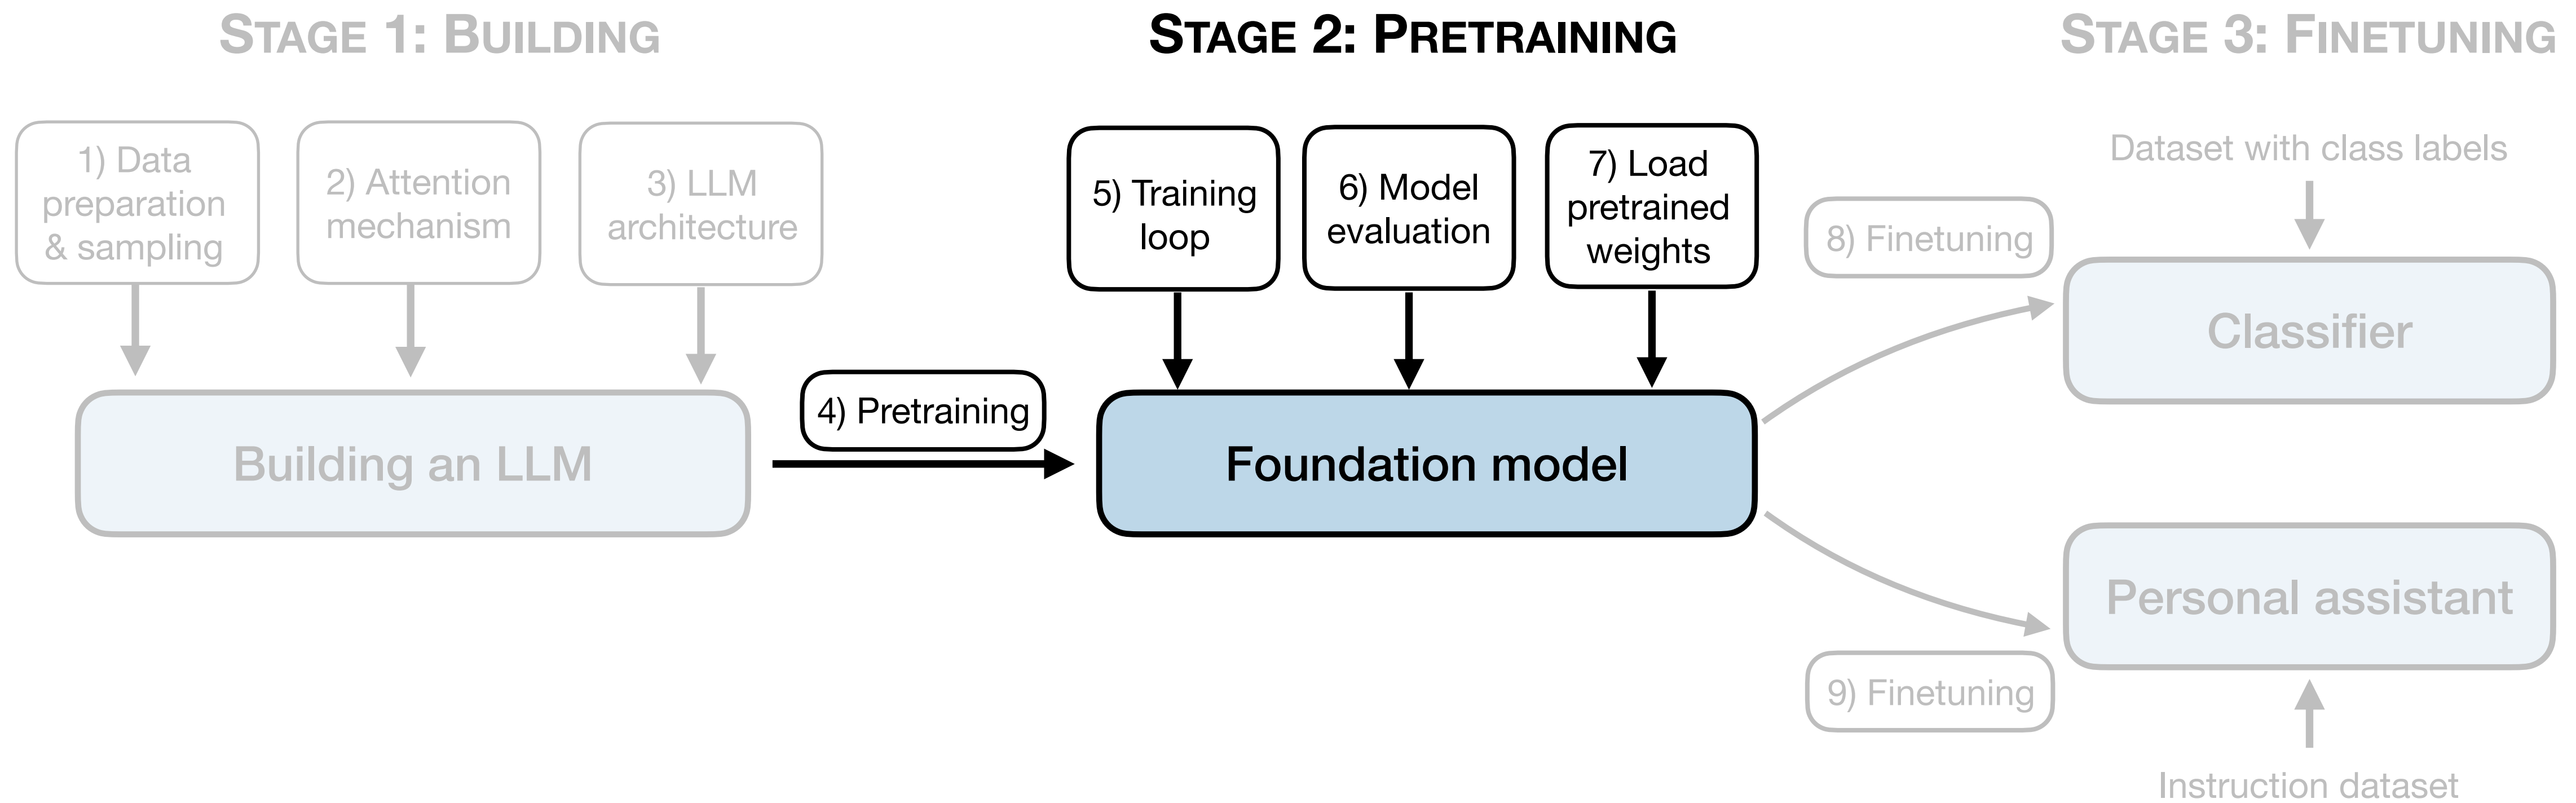 STAGE 1: BUILDING
STAGE 2: PRETRAINING
STAGE 3: FINETUNING
1) Data
preparation
& sampling
2) Attention
mechanism
3) LLM
architecture
Building an LLM
4) Pretraining
5) Training
loop
6) Model
evaluation
7) Load
pretrained
weights
Foundation model
8) Finetuning
Dataset with class labels
Classifier
Personal assistant
9) Finetuning
Instruction dataset